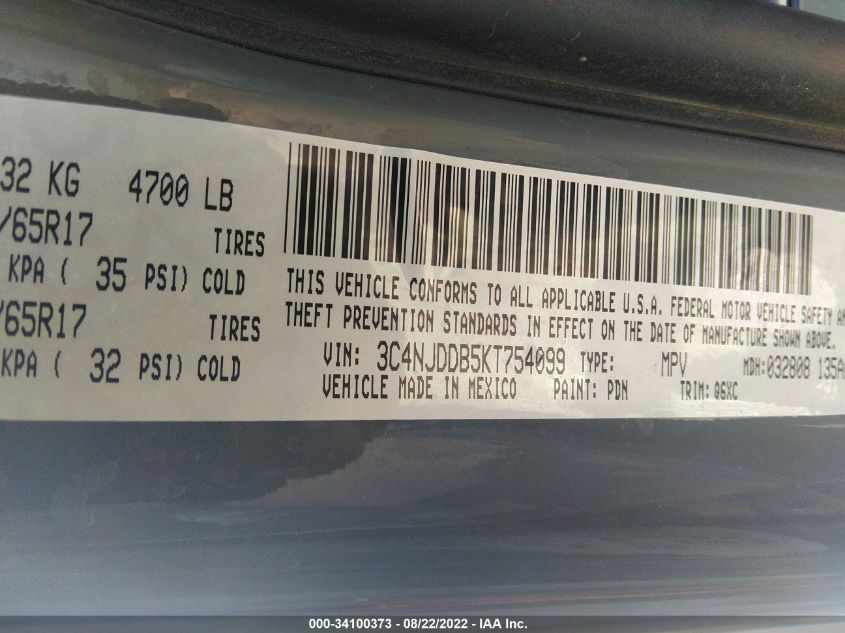 32 KG 4700 LB
/65R17 TIRES
KPA ( 35 PSI) COLD
/65R17 TIRES
KPA ( 32 PSI) COLD
THIS VEHICLE CONFORMS TO ALL APPLICABLE U.S.A. FEDERAL MOTOR VEHICLE SAFETY AN
THEFT PREVENTION STANDARDS IN EFFECT ON THE DATE OF MANUFACTURE SHOWN ABOVE.
VIN: 3C4NJDDB5KT754099 TYPE: MPV MDH:032808 135A
VEHICLE MADE IN MEXICO PAINT: PDN TRIM: Q6XC
000-34100373 - 08/22/2022 - IAA Inc.